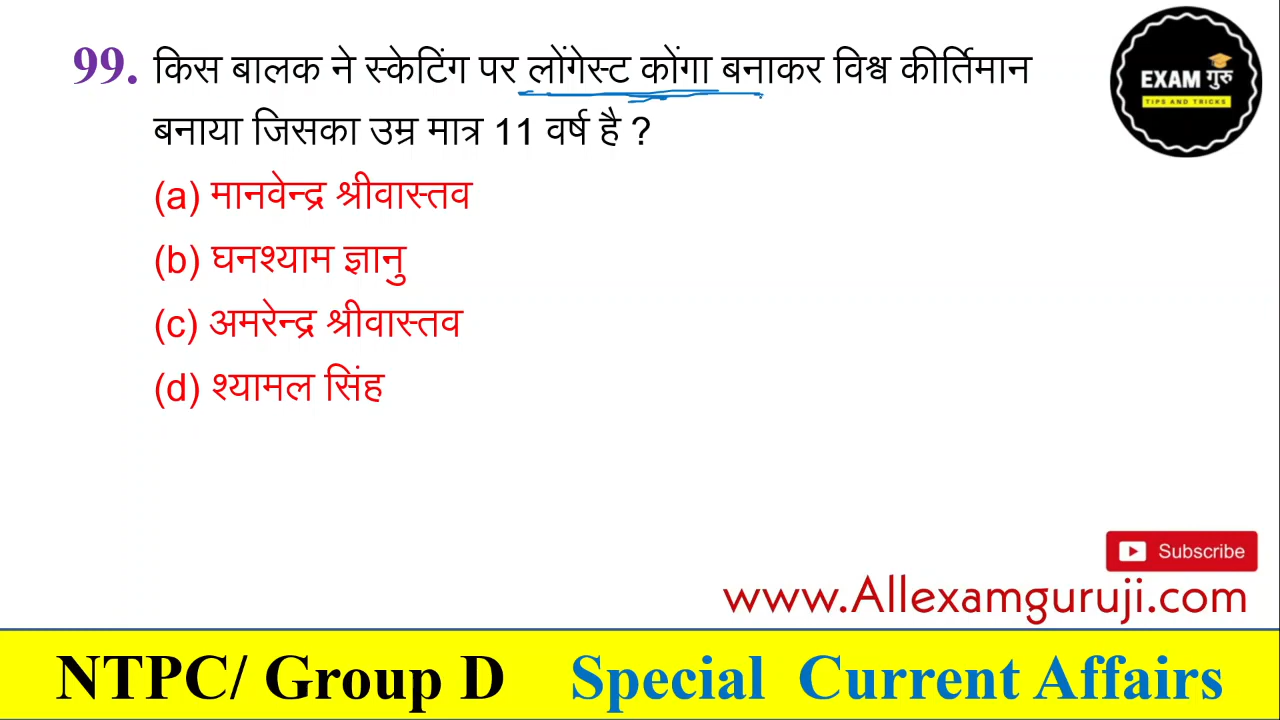 99. किस बालक ने स्केटिंग पर लोंगेस्ट कोंगा बनाकर विश्व कीर्तिमान
बनाया जिसका उम्र मात्र 11 वर्ष है ?
(a) मानवेन्द्र श्रीवास्तव
(b) घनश्याम ज्ञानु
(c) अमरेन्द्र श्रीवास्तव
(d) श्यामल सिंह
EXAM गुरु
TIPS AND TRICKS
Subscribe
www.Allexamguruji.com
NTPC/ Group D Special Current Affairs